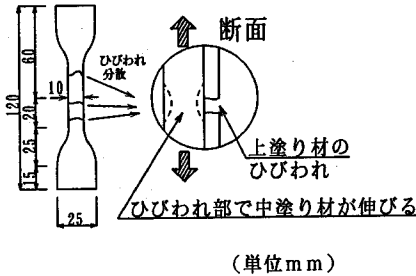 断面
ひびわれ
分散
120
60
10
20
25
15
25
上塗り材の
ひびわれ
ひびわれ部で中塗り材が伸びる
(単位mm)